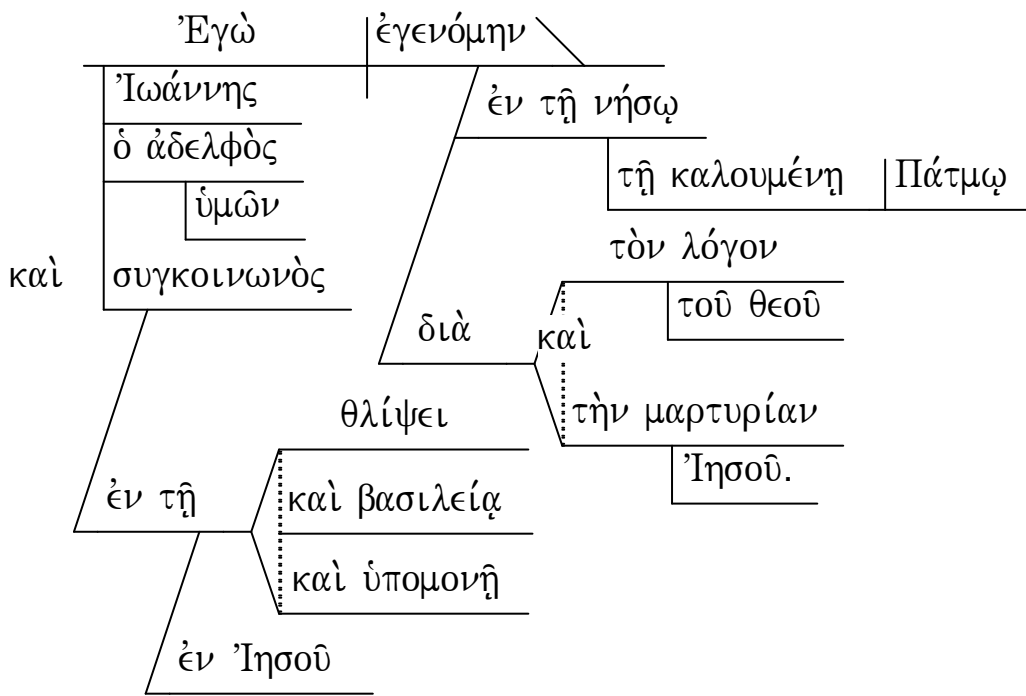 Ἐγὼ ἐγενόμην
Ἰωάννης
ἐν τῇ νήσῳ
ὁ ἀδελφὸς
τῇ καλουμένῃ Πάτμῳ
ὑμῶν
τὸν λόγον
καὶ συγκοινωνὸς
τοῦ θεοῦ
διὰ καὶ
θλίψει
τὴν μαρτυρίαν
Ἰησοῦ.
ἐν τῇ καὶ βασιλείᾳ
καὶ ὑπομονῇ
ἐν Ἰησοῦ